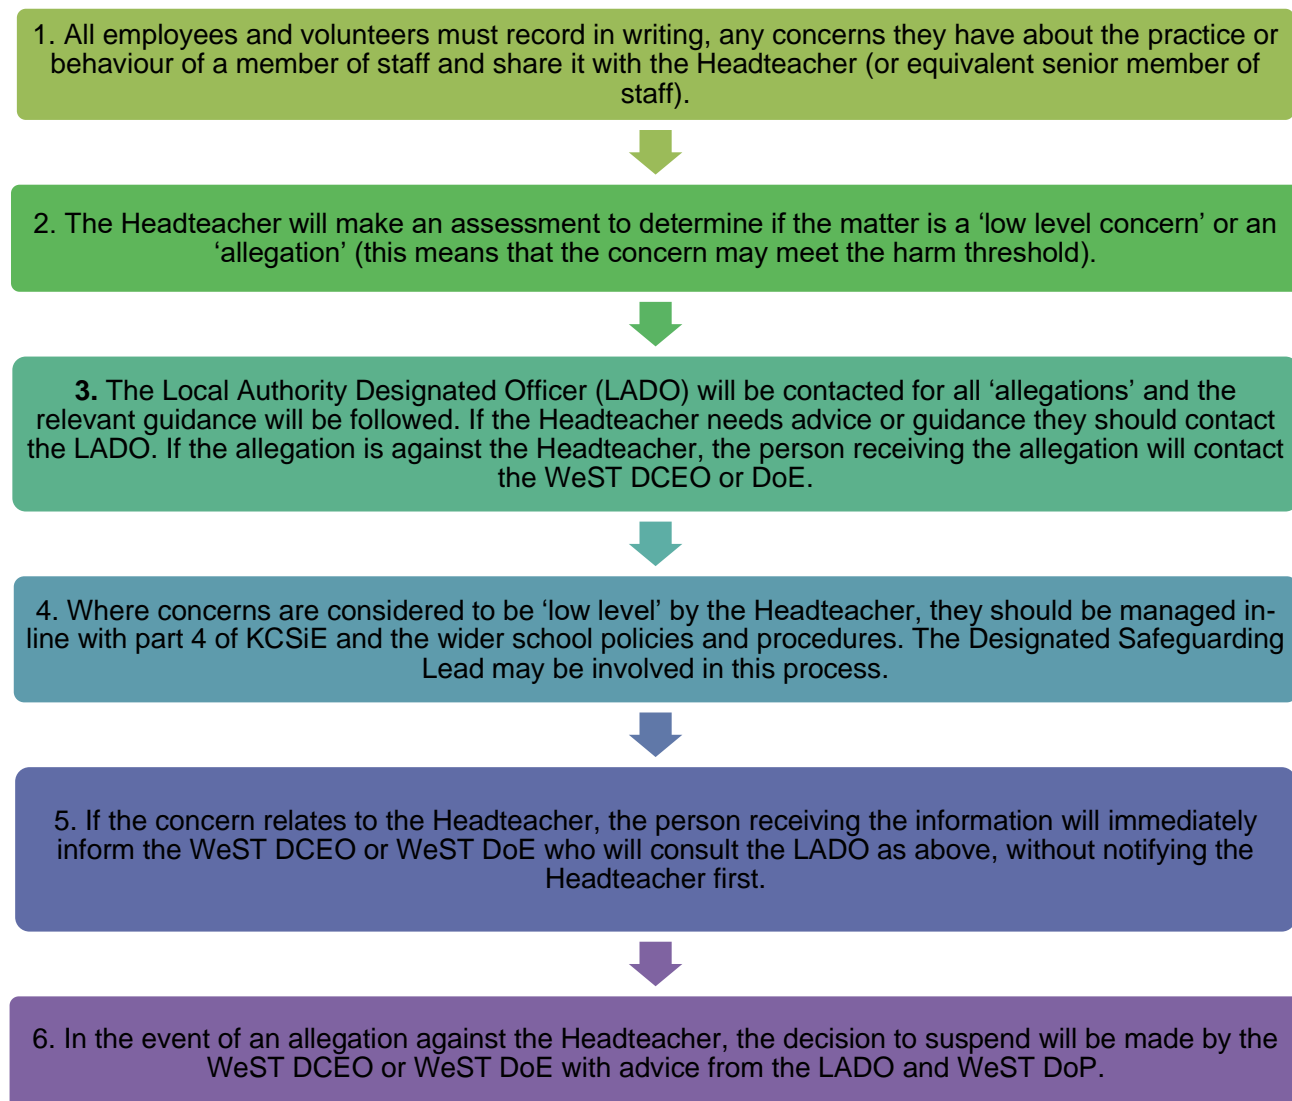 1. All employees and volunteers must record in writing, any concerns they have about the practice or
behaviour of a member of staff and share it with the Headteacher (or equivalent senior member of
staff).
2. The Headteacher will make an assessment to determine if the matter is a ‘low level concern’ or an
‘allegation’ (this means that the concern may meet the harm threshold).
3. The Local Authority Designated Officer (LADO) will be contacted for all ‘allegations’ and the
relevant guidance will be followed. If the Headteacher needs advice or guidance they should contact
the LADO. If the allegation is against the Headteacher, the person receiving the allegation will contact
the WeST DCEO or DoE.
4. Where concerns are considered to be ‘low level’ by the Headteacher, they should be managed in-
line with part 4 of KCSiE and the wider school policies and procedures. The Designated Safeguarding
Lead may be involved in this process.
5. If the concern relates to the Headteacher, the person receiving the information will immediately
inform the WeST DCEO or WeST DoE who will consult the LADO as above, without notifying the
Headteacher first.
6. In the event of an allegation against the Headteacher, the decision to suspend will be made by the
WeST DCEO or WeST DoE with advice from the LADO and WeST DoP.